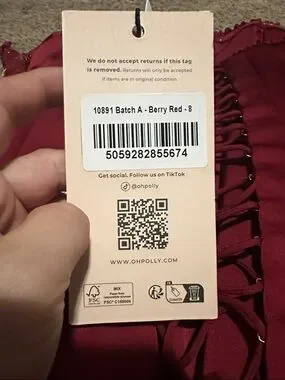 We do not accept returns if this tag
is removed. Returns will only be accepted
if items are in original condition.
10891 Batch A - Berry Red - 8
5059282855674
Get social. Follow us on TikTok
@ohpolly
WWW.OHPOLLY.COM
FSC
MIX